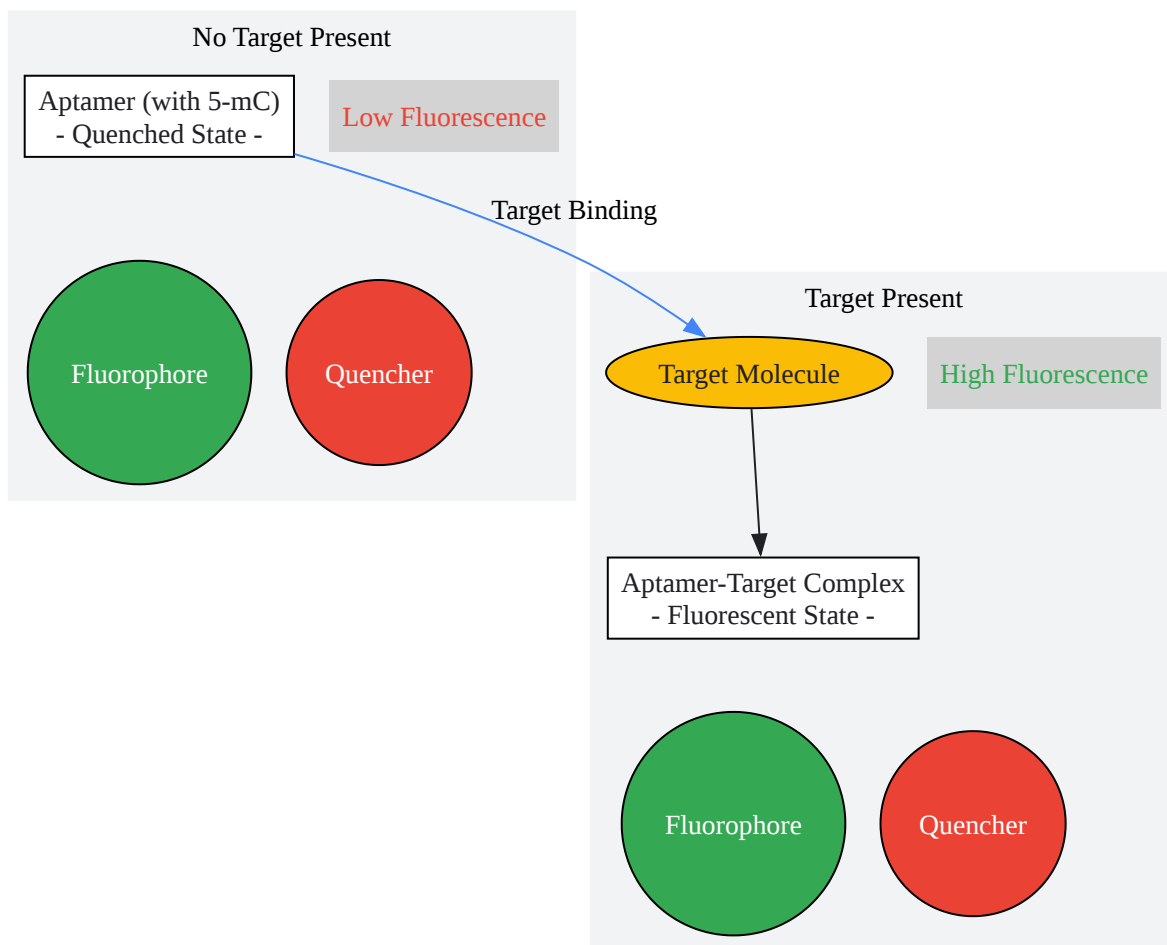 No Target Present
Aptamer (with 5-mC)
- Quenched State -
Low Fluorescence
Target Binding
Fluorophore
Quencher
Target Present
Target Molecule
High Fluorescence
Aptamer-Target Complex
- Fluorescent State -
Fluorophore
Quencher